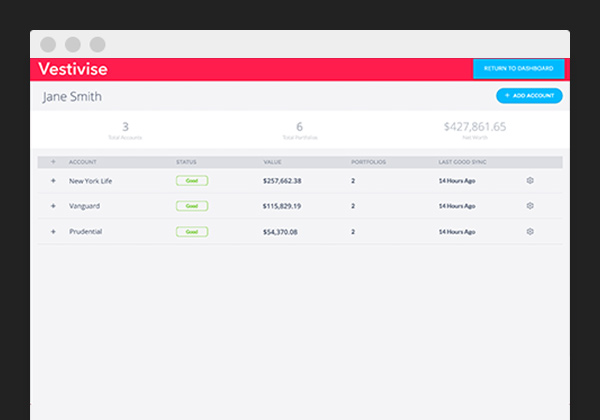 Vestivise
RETURN TO DASHBOARD
Jane Smith
+ ADD ACCOUNT
3 6 $427,861.65
Total Accounts Total Portfolios Net Worth
+ ACCOUNT STATUS VALUE PORTFOLIOS LAST GOOD SYNC
+ New York Life Good $257,662.38 2 14 Hours Ago
+ Vanguard Good $115,829.19 2 14 Hours Ago
+ Prudential Good $54,370.08 2 14 Hours Ago